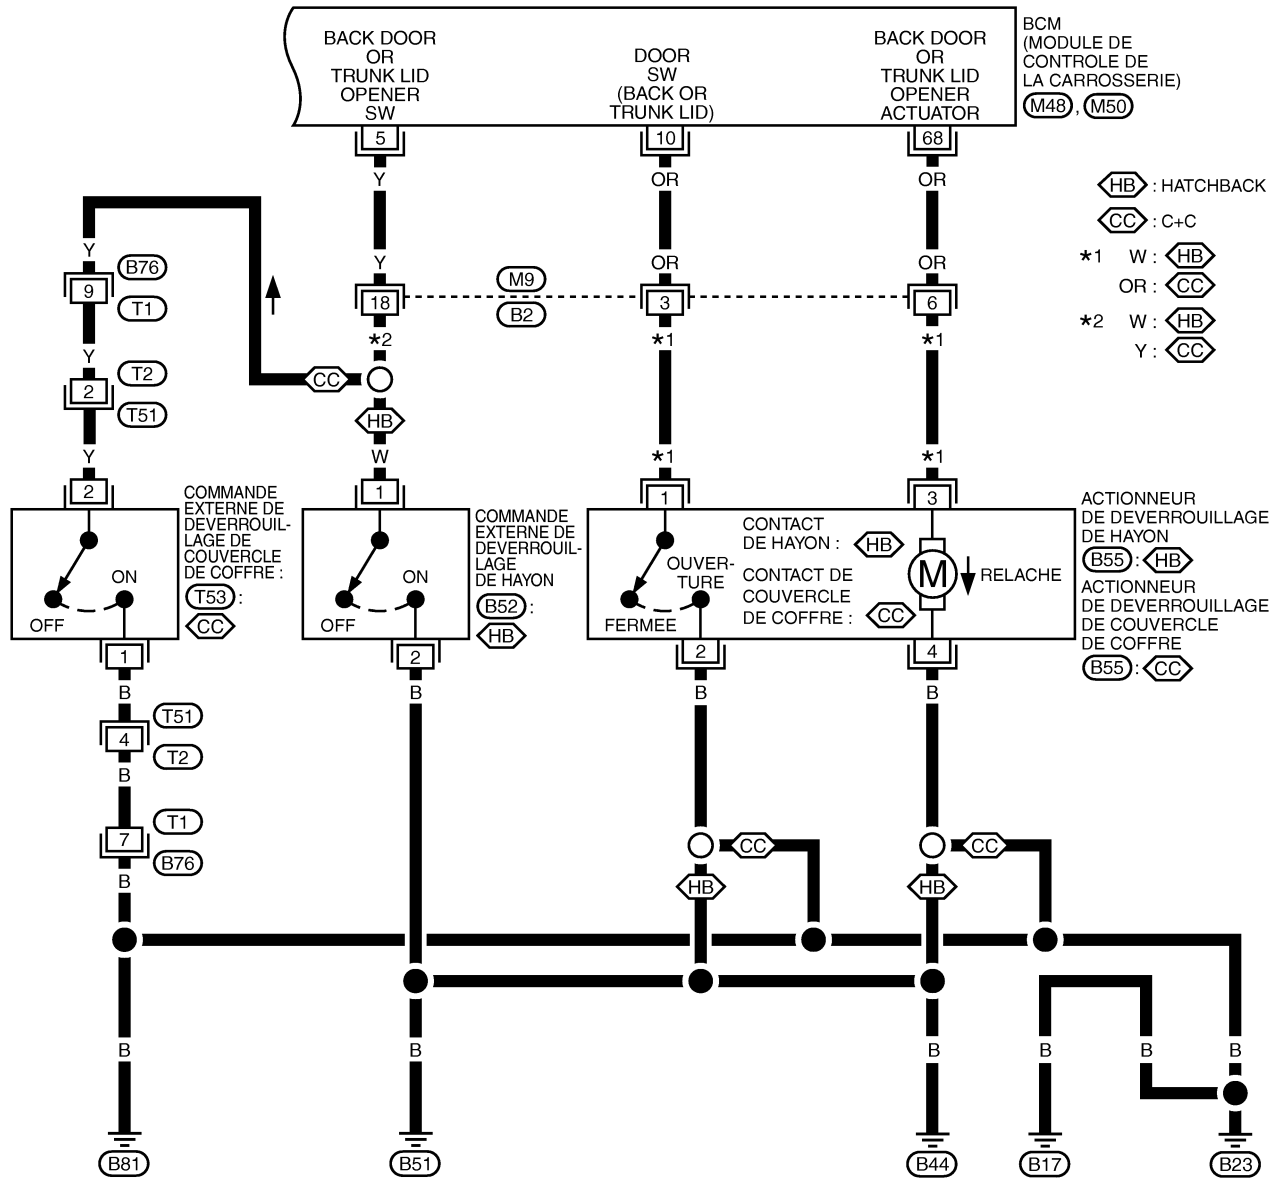 BACK DOOR
OR
TRUNK LID
OPENER
SW
DOOR
SW
(BACK OR
TRUNK LID)
BACK DOOR
OR
TRUNK LID
OPENER
ACTUATOR
BCM
(MODULE DE
CONTROLE DE
LA CARROSSERIE)
M48 , M50
5
10
68
Y
OR
OR
HB : HATCHBACK
CC : C+C
*1 W : HB
OR : CC
*2 W : HB
Y : CC
Y
Y
OR
OR
B76
9
T1
M9
18
3
6
B2
*2
*1
*1
Y
T2
2
T51
CC
HB
Y
W
*1
*1
2
1
1
3
COMMANDE
EXTERNE DE
DEVERROUIL-
LAGE DE
COUVERCLE
DE COFFRE :
T53 :
CC
ON
OFF
COMMANDE
EXTERNE DE
DEVERROUIL-
LAGE
DE HAYON
B52 :
HB
ON
OFF
CONTACT
DE HAYON : HB
OUVER-
TURE
CONTACT DE
COUVERCLE
DE COFFRE : CC
FERMEE
M
RELACHE
ACTIONNEUR
DE DEVERROUILLAGE
DE HAYON
B55 : HB
ACTIONNEUR
DE DEVERROUILLAGE
DE COUVERCLE
DE COFFRE
B55 : CC
1
2
2
4
B
B
B
B
T51
4
T2
B
T1
7
B76
B
CC
CC
HB
HB
B
B
B
B
B
B
B81
B51
B44
B17
B23